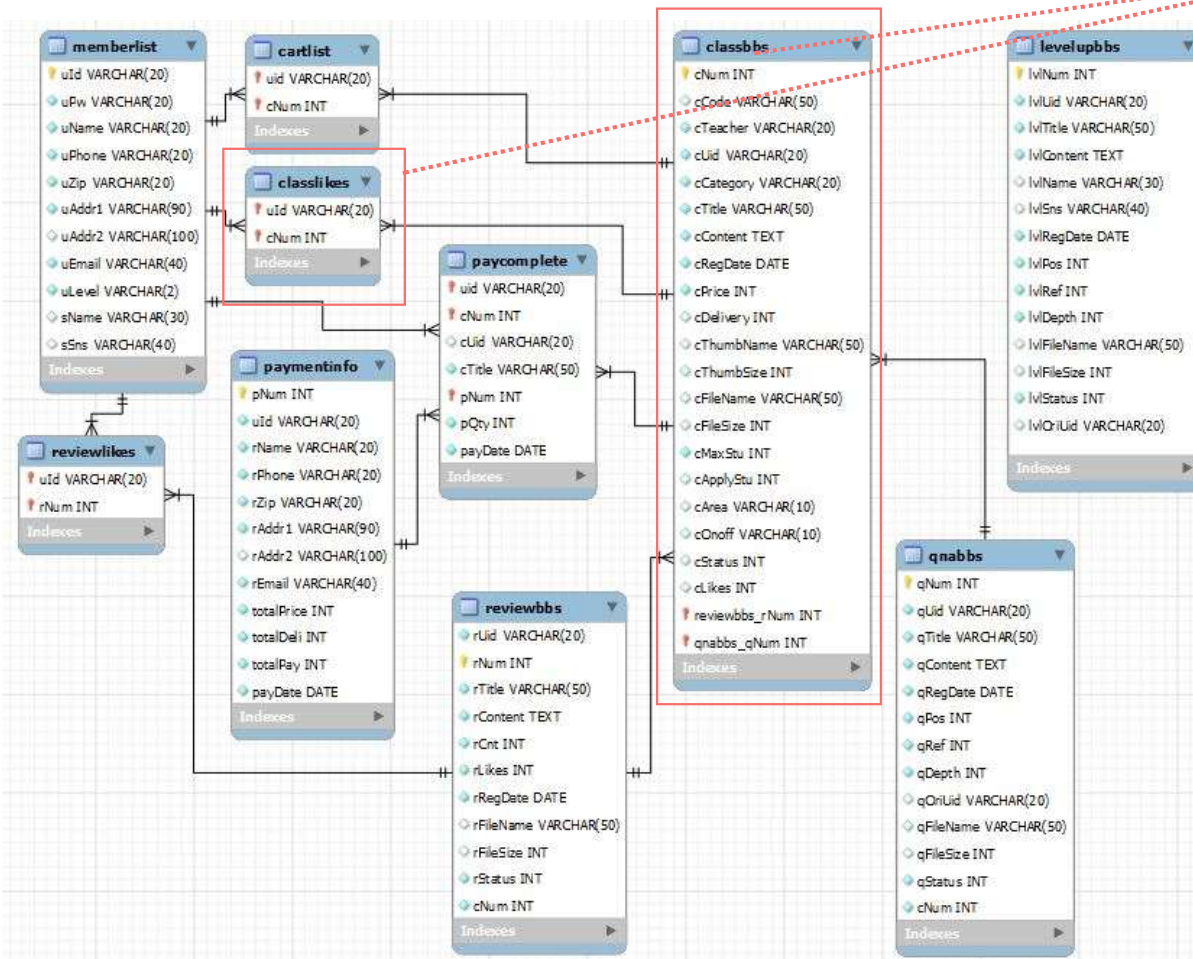 memberlist
uId VARCHAR(20)
uPw VARCHAR(20)
uName VARCHAR(20)
uPhone VARCHAR(20)
uZip VARCHAR(20)
uAddr1 VARCHAR(90)
uAddr2 VARCHAR(100)
uEmail VARCHAR(40)
uLevel VARCHAR(2)
sName VARCHAR(30)
sSns VARCHAR(40)
Indexes
cartlist
uid VARCHAR(20)
cNum INT
Indexes
classlikes
uId VARCHAR(20)
cNum INT
Indexes
paycomplete
uid VARCHAR(20)
cNum INT
cUid VARCHAR(20)
cTitle VARCHAR(50)
pNum INT
pQty INT
payDate DATE
Indexes
paymentinfo
pNum INT
uId VARCHAR(20)
rName VARCHAR(20)
rPhone VARCHAR(20)
rZip VARCHAR(20)
rAddr1 VARCHAR(90)
rAddr2 VARCHAR(100)
rEmail VARCHAR(40)
totalPrice INT
totalDeli INT
totalPay INT
payDate DATE
Indexes
reviewlikes
uId VARCHAR(20)
rNum INT
Indexes
reviewbbs
rUid VARCHAR(20)
rNum INT
rTitle VARCHAR(50)
rContent TEXT
rCnt INT
rLikes INT
rRegDate DATE
rFileName VARCHAR(50)
rFileSize INT
rStatus INT
cNum INT
Indexes
classbbs
cNum INT
cCode VARCHAR(50)
cTeacher VARCHAR(20)
cUid VARCHAR(20)
cCategory VARCHAR(20)
cTitle VARCHAR(50)
cContent TEXT
cRegDate DATE
cPrice INT
cDelivery INT
cThumbName VARCHAR(50)
cThumbSize INT
cFileName VARCHAR(50)
cFileSize INT
cMaxStu INT
cApplyStu INT
cArea VARCHAR(10)
cOnoff VARCHAR(10)
cStatus INT
cLikes INT
reviewbbs_rNum INT
qnabbs_qNum INT
Indexes
levelupbbs
lvlNum INT
lvlUid VARCHAR(20)
lvlTitle VARCHAR(50)
lvlContent TEXT
lvlName VARCHAR(30)
lvlSns VARCHAR(40)
lvlRegDate DATE
lvlPos INT
lvlRef INT
lvlDepth INT
lvlFileName VARCHAR(50)
lvlFileSize INT
lvlStatus INT
lvlOriUid VARCHAR(20)
Indexes
qnabbs
qNum INT
qUid VARCHAR(20)
qTitle VARCHAR(50)
qContent TEXT
qRegDate DATE
qPos INT
qRef INT
qDepth INT
qOriUid VARCHAR(20)
qFileName VARCHAR(50)
qFileSize INT
qStatus INT
cNum INT
Indexes